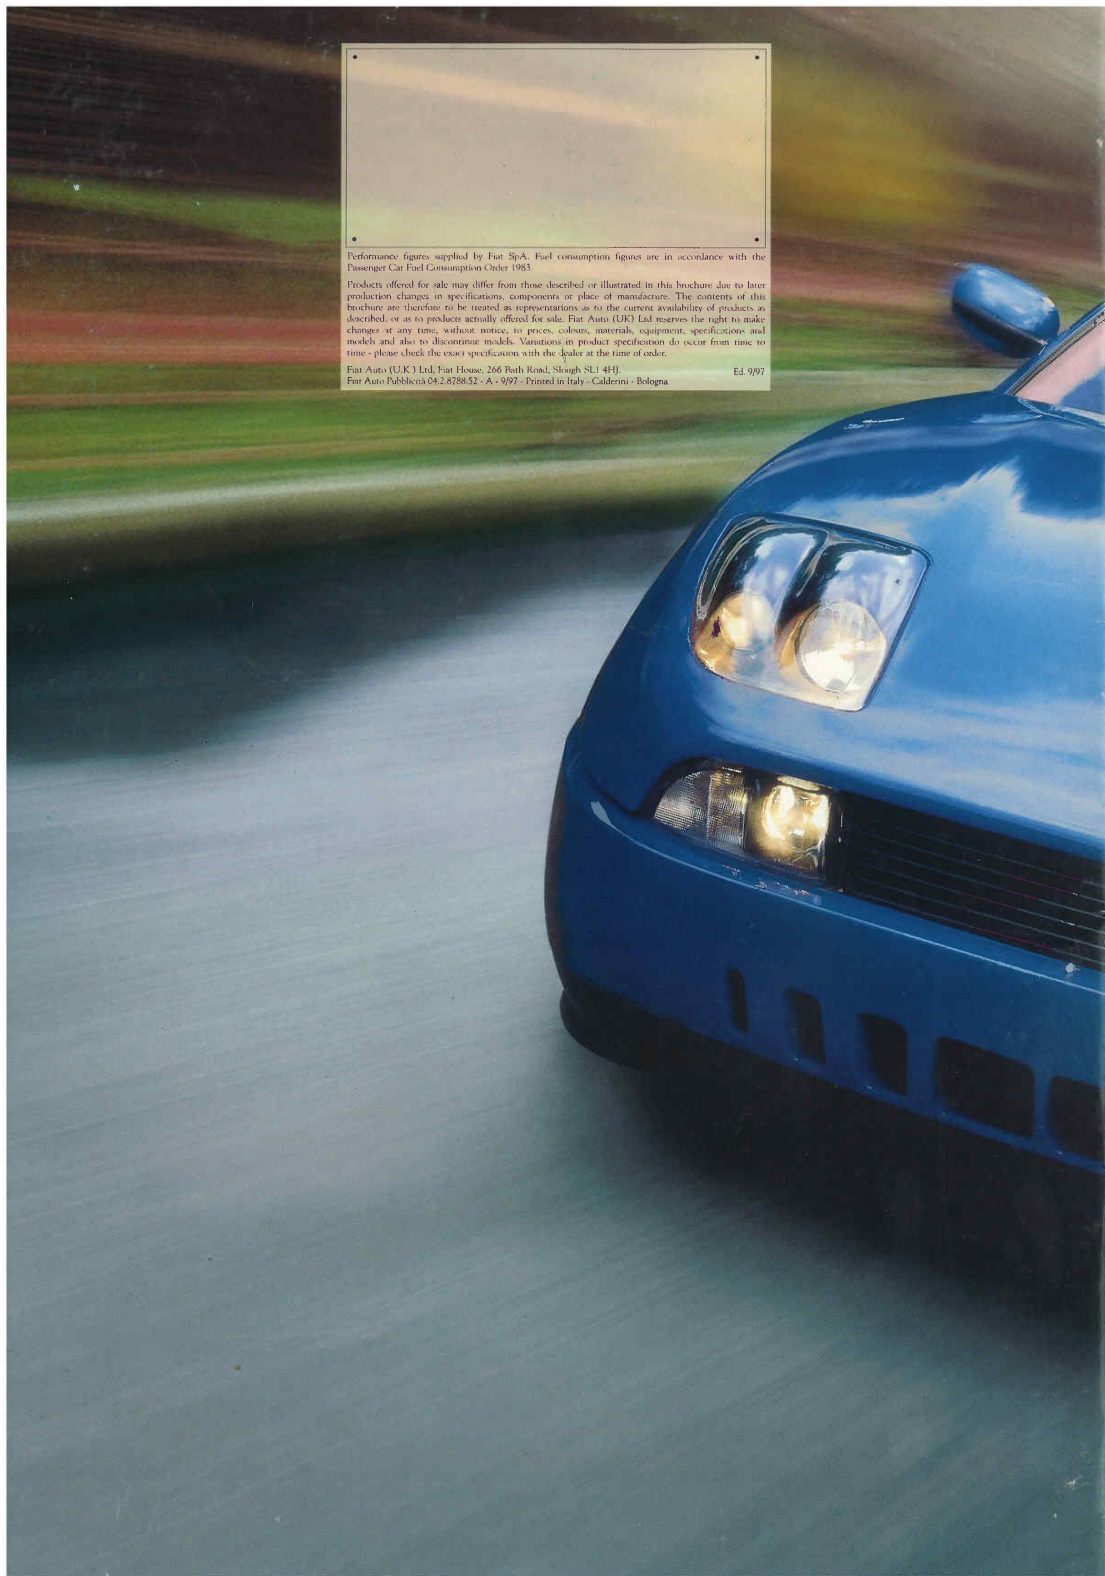 Performance figures supplied by Fiat SpA. Fuel consumption figures are in accordance with the
Passenger Car Fuel Consumption Order 1983
Products offered for sale may differ from those described or illustrated in this brochure due to later
production changes in specifications, components or place of manufacture. The contents of this
brochure are therefore to be treated as representations as to the current availability of products as
described, or as to products actually offered for sale. Fiat Auto (UK) Ltd reserves the right to make
changes at any time, without notice, to prices, colours, materials, equipment, specifications and
models and also to discontinue models. Variations in product specification do occur from time to
time - please check the exact specification with the dealer at the time of order.
Fiat Auto (U.K.) Ltd, Fiat House, 266 Bath Road, Slough SL1 4HJ. Ed. 9/97
Fiat Auto Pubblicità 04.2.8788.52 - A - 9/97 - Printed in Italy - Calderini - Bologna